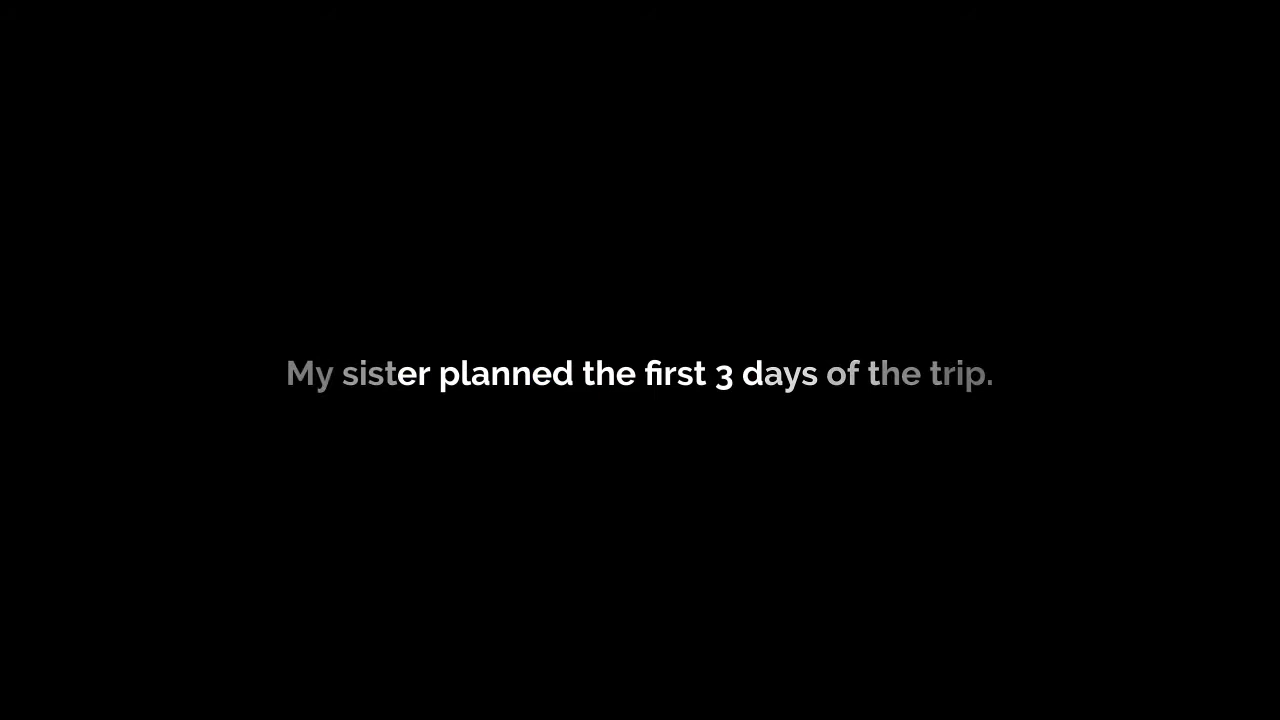 My sister planned the first 3 days of the trip.